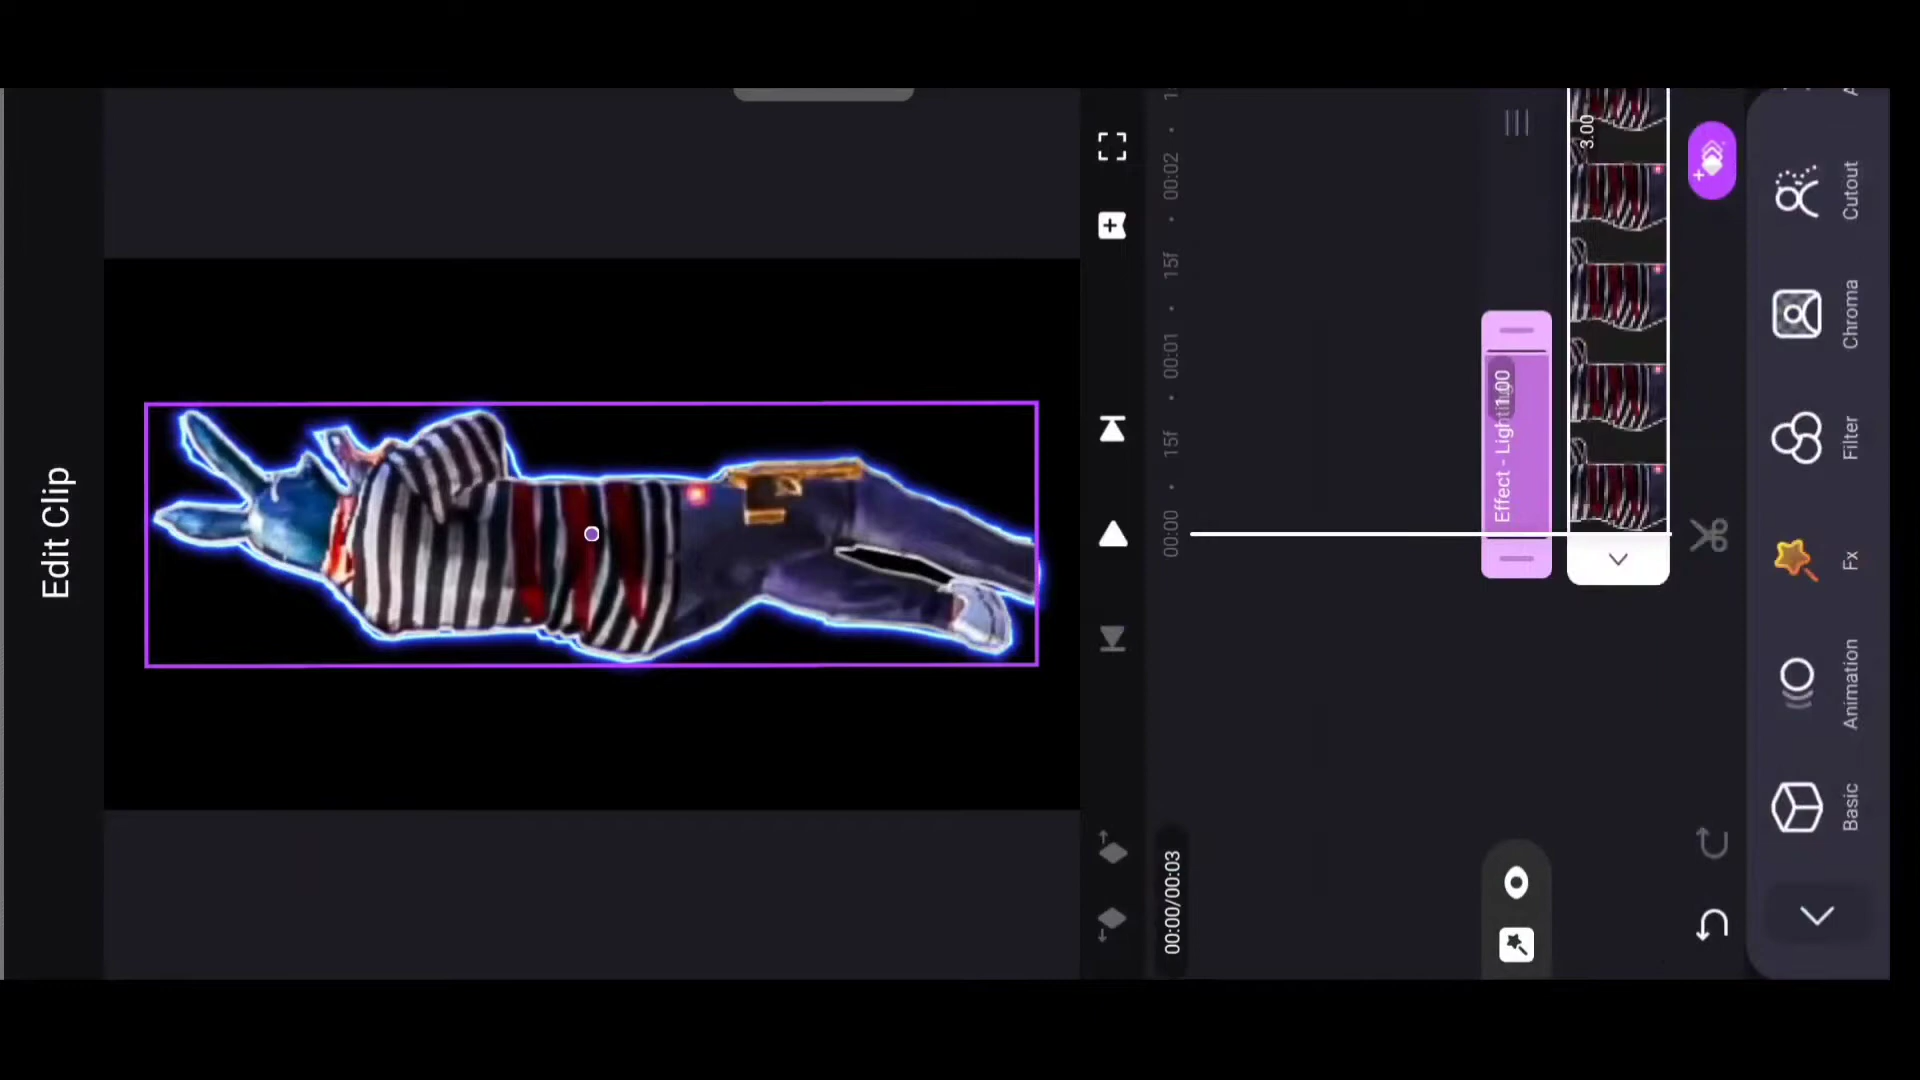 Edit Clip
00:00/00:03
00:00
15f
00:01
15f
00:02
Effect - Lighting
1.00
3.00
Basic
Animation
Fx
Filter
Chroma
Cutout